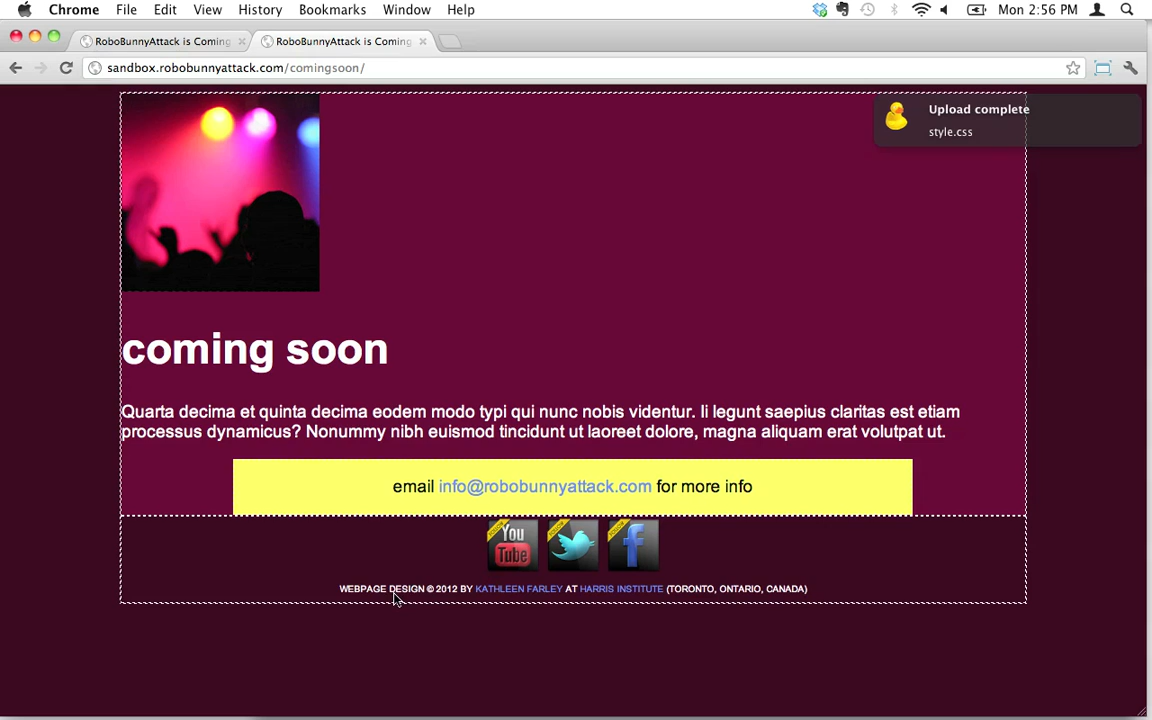 Chrome File Edit View History Bookmarks Window Help Mon 2:56 PM
RoboBunnyAttack is Coming RoboBunnyAttack is Coming
sandbox.robobunnyattack.com/comingsoon/
Upload complete
style.css
coming soon
Quarta decima et quinta decima eodem modo typi qui nunc nobis videntur. Ii legunt saepius claritas est etiam
processus dynamicus? Nonummy nibh euismod tincidunt ut laoreet dolore, magna aliquam erat volutpat ut.
email info@robobunnyattack.com for more info
You
Tube
WEBPAGE DESIGN © 2012 BY KATHLEEN FARLEY AT HARRIS INSTITUTE (TORONTO, ONTARIO, CANADA)